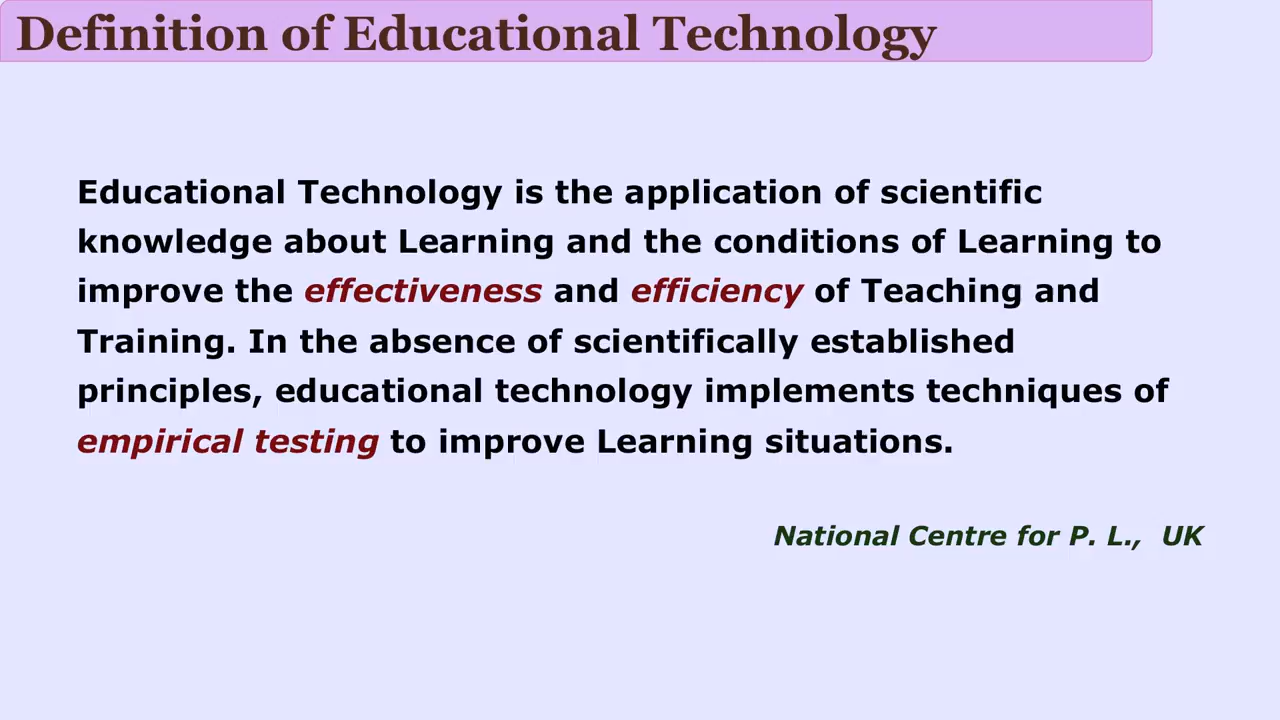 Definition of Educational Technology
Educational Technology is the application of scientific
knowledge about Learning and the conditions of Learning to
improve the effectiveness and efficiency of Teaching and
Training. In the absence of scientifically established
principles, educational technology implements techniques of
empirical testing to improve Learning situations.
National Centre for P. L.,  UK